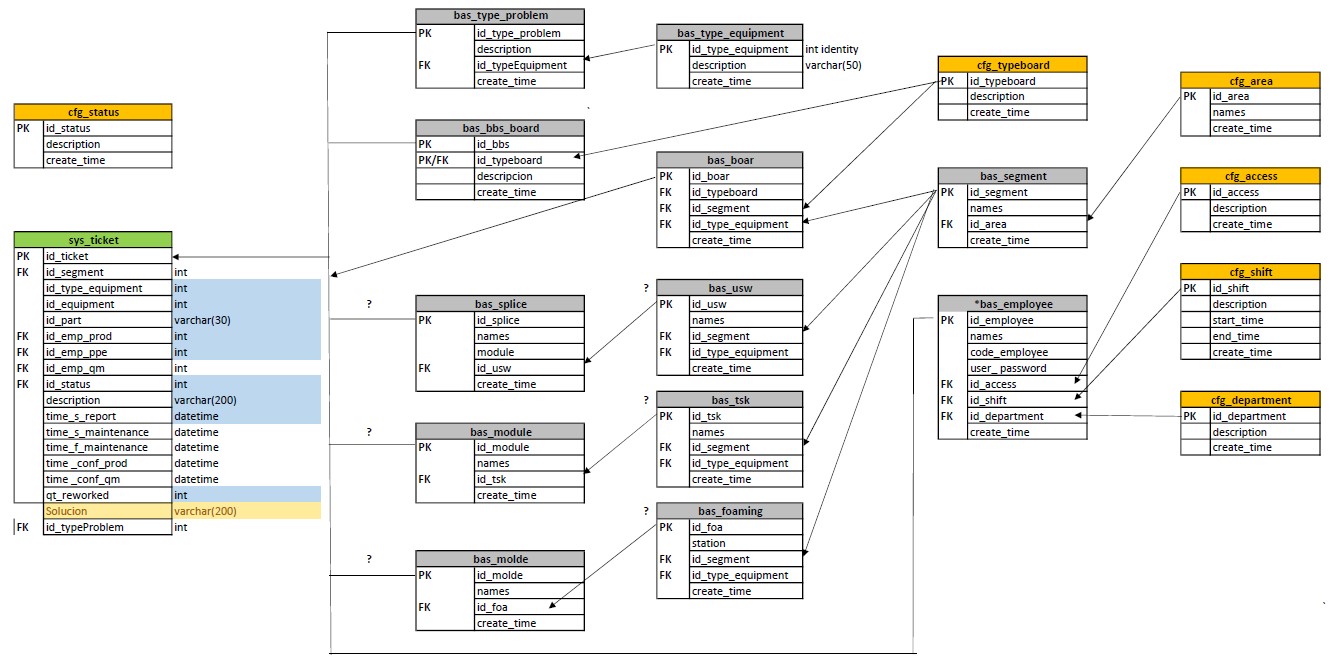 bas_type_problem
PK id_type_problem
description
FK id_typeEquipment
create_time
bas_type_equipment
PK id_type_equipment int identity
description varchar(50)
create_time
cfg_typeboard
PK id_typeboard
description
create_time
cfg_area
PK id_area
names
create_time
cfg_status
PK id_status
description
create_time
bas_bbs_board
PK id_bbs
PK/FK id_typeboard
descripcion
create_time
bas_boar
PK id_boar
FK id_typeboard
FK id_segment
FK id_type_equipment
create_time
bas_segment
PK id_segment
names
FK id_area
create_time
cfg_access
PK id_access
description
create_time
sys_ticket
PK id_ticket
FK id_segment int
id_type_equipment int
id_equipment int
id_part varchar(30)
FK id_emp_prod int
FK id_emp_ppe int
FK id_emp_qm int
FK id_status int
description varchar(200)
time_s_report datetime
time_s_maintenance datetime
time_f_maintenance datetime
time _conf_prod datetime
time _conf_qm datetime
qt_reworked int
Solucion varchar(200)
FK id_typeProblem int
?
bas_splice
PK id_splice
names
module
FK id_usw
create_time
?
bas_usw
PK id_usw
names
FK id_segment
FK id_type_equipment
create_time
*bas_employee
PK id_employee
names
code_employee
user_ password
FK id_access
FK id_shift
FK id_department
create_time
cfg_shift
PK id_shift
description
start_time
end_time
create_time
?
bas_module
PK id_module
names
FK id_tsk
create_time
?
bas_tsk
PK id_tsk
names
FK id_segment
FK id_type_equipment
create_time
cfg_department
PK id_department
description
create_time
?
bas_molde
PK id_molde
names
FK id_foa
create_time
?
bas_foaming
PK id_foa
station
FK id_segment
FK id_type_equipment
create_time